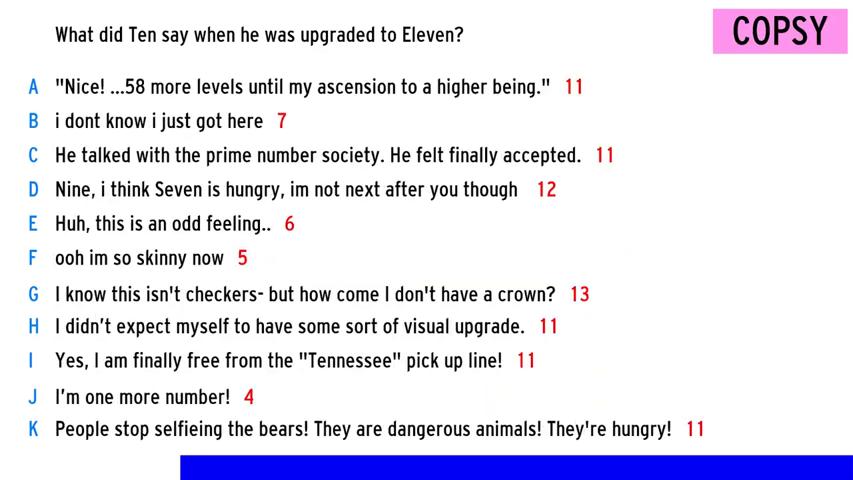 COPSY
What did Ten say when he was upgraded to Eleven?
A "Nice! ...58 more levels until my ascension to a higher being." 11
B i dont know i just got here 7
C He talked with the prime number society. He felt finally accepted. 11
D Nine, i think Seven is hungry, im not next after you though 12
E Huh, this is an odd feeling.. 6
F ooh im so skinny now 5
G I know this isn't checkers- but how come I don't have a crown? 13
H I didn’t expect myself to have some sort of visual upgrade. 11
I Yes, I am finally free from the "Tennessee" pick up line! 11
J I’m one more number! 4
K People stop selfieing the bears! They are dangerous animals! They're hungry! 11